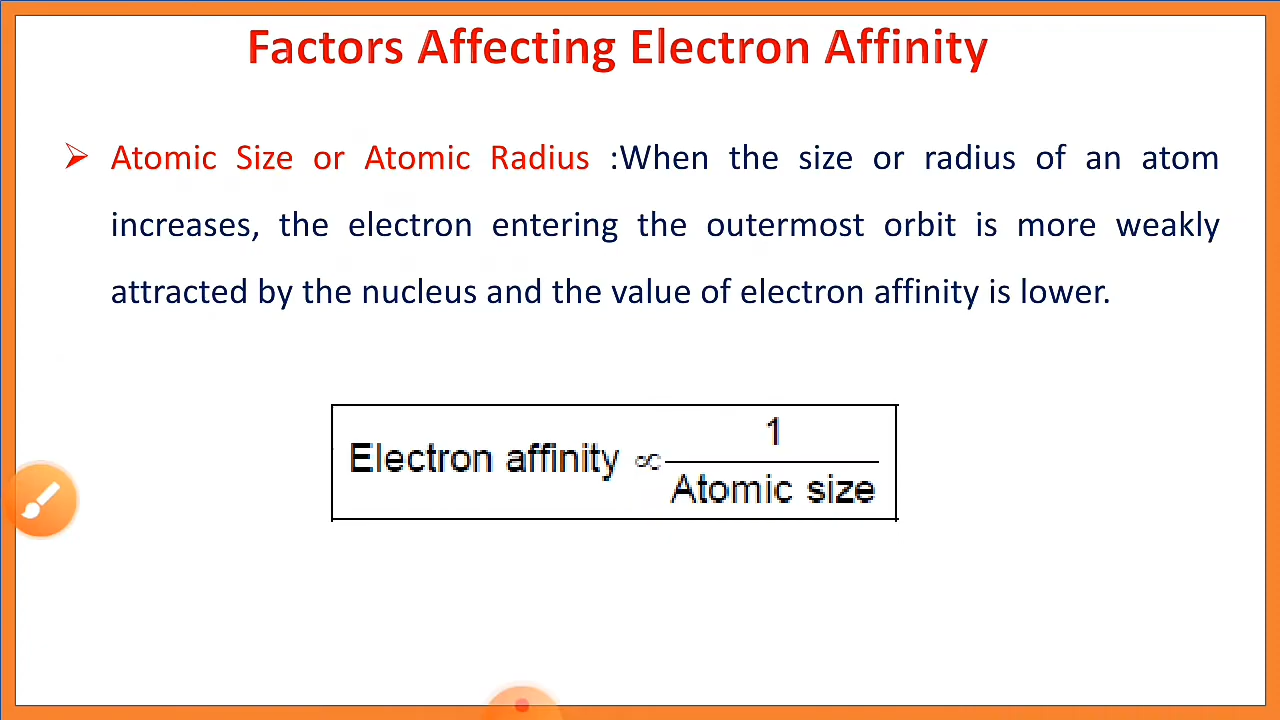 Factors Affecting Electron Affinity
➢ Atomic Size or Atomic Radius :When the size or radius of an atom
increases, the electron entering the outermost orbit is more weakly
attracted by the nucleus and the value of electron affinity is lower.
Electron affinity ∝ 1
Atomic size